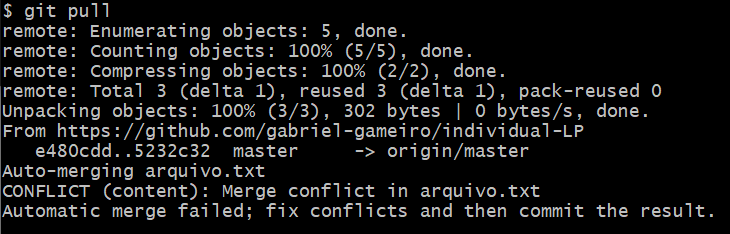 $ git pull
remote: Enumerating objects: 5, done.
remote: Counting objects: 100% (5/5), done.
remote: Compressing objects: 100% (2/2), done.
remote: Total 3 (delta 1), reused 3 (delta 1), pack-reused 0
Unpacking objects: 100% (3/3), 302 bytes | 0 bytes/s, done.
From https://github.com/gabriel-gameiro/individual-LP
   e480cdd..5232c32  master     -> origin/master
Auto-merging arquivo.txt
CONFLICT (content): Merge conflict in arquivo.txt
Automatic merge failed; fix conflicts and then commit the result.